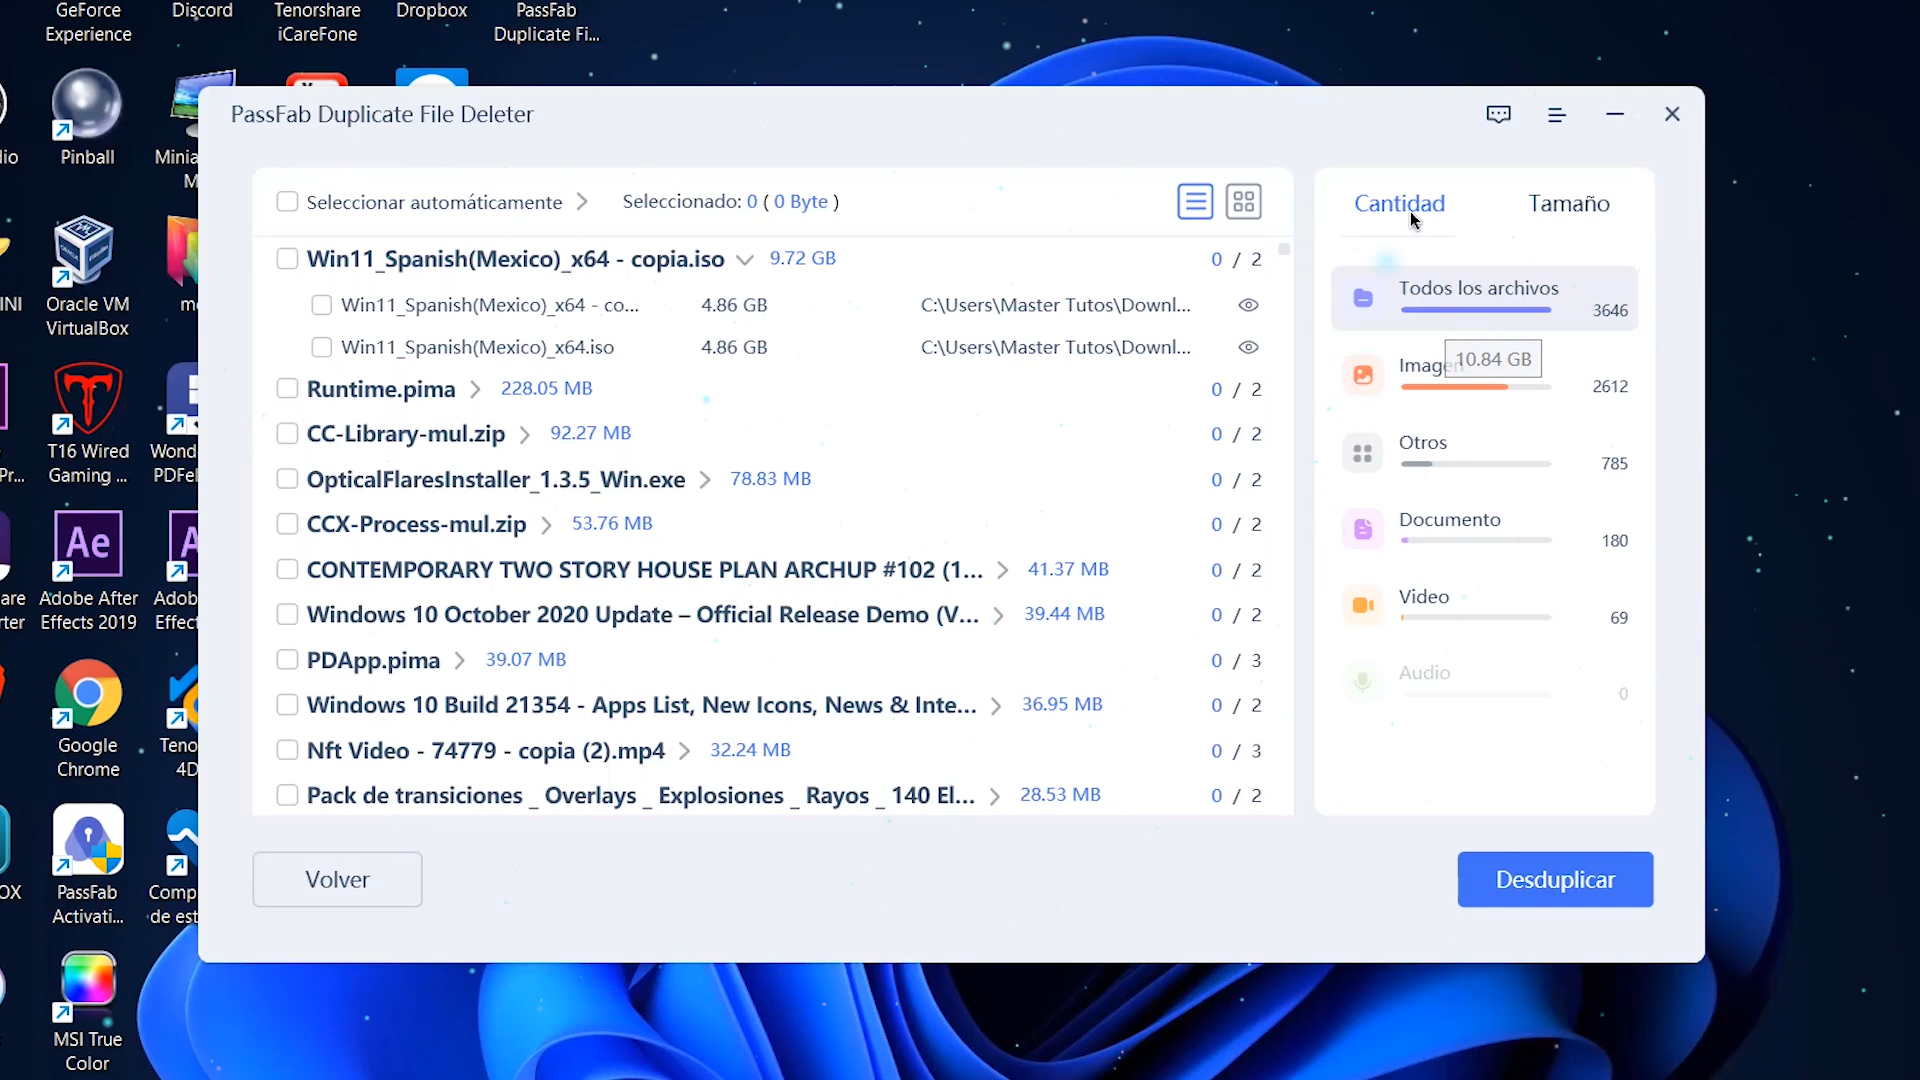 GeForce
Experience
Discord
Tenorshare
iCareFone
Dropbox
PassFab
Duplicate Fi...
Pinball
Oracle VM
VirtualBox
T16 Wired
Gaming ...
Adobe After
Effects 2019
Google
Chrome
PassFab
Activati...
MSI True
Color
Ae
PassFab Duplicate File Deleter
Seleccionar automáticamente
Seleccionado: 0 ( 0 Byte )
Win11_Spanish(Mexico)_x64 - copia.iso 9.72 GB 0 / 2
Win11_Spanish(Mexico)_x64 - co... 4.86 GB C:\Users\Master Tutos\Downl...
Win11_Spanish(Mexico)_x64.iso 4.86 GB C:\Users\Master Tutos\Downl...
Runtime.pima 228.05 MB 0 / 2
CC-Library-mul.zip 92.27 MB 0 / 2
OpticalFlaresInstaller_1.3.5_Win.exe 78.83 MB 0 / 2
CCX-Process-mul.zip 53.76 MB 0 / 2
CONTEMPORARY TWO STORY HOUSE PLAN ARCHUP #102 (1... 41.37 MB 0 / 2
Windows 10 October 2020 Update – Official Release Demo (V... 39.44 MB 0 / 2
PDApp.pima 39.07 MB 0 / 3
Windows 10 Build 21354 - Apps List, New Icons, News & Inte... 36.95 MB 0 / 2
Nft Video - 74779 - copia (2).mp4 32.24 MB 0 / 3
Pack de transiciones _ Overlays _ Explosiones _ Rayos _ 140 El... 28.53 MB 0 / 2
Cantidad Tamaño
Todos los archivos
3646
10.84 GB
Imagen
2612
Otros
785
Documento
180
Video
69
Audio
0
Volver
Desduplicar